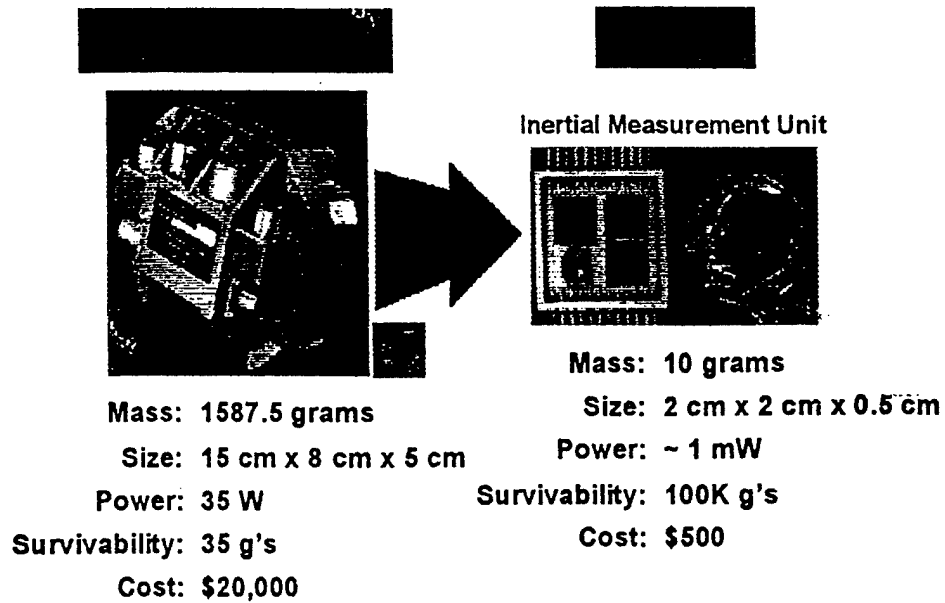 Inertial Measurement Unit
Mass: 1587.5 grams
Size: 15 cm x 8 cm x 5 cm
Power: 35 W
Survivability: 35 g's
Cost: $20,000
Mass: 10 grams
Size: 2 cm x 2 cm x 0.5 cm
Power: ~ 1 mW
Survivability: 100K g's
Cost: $500